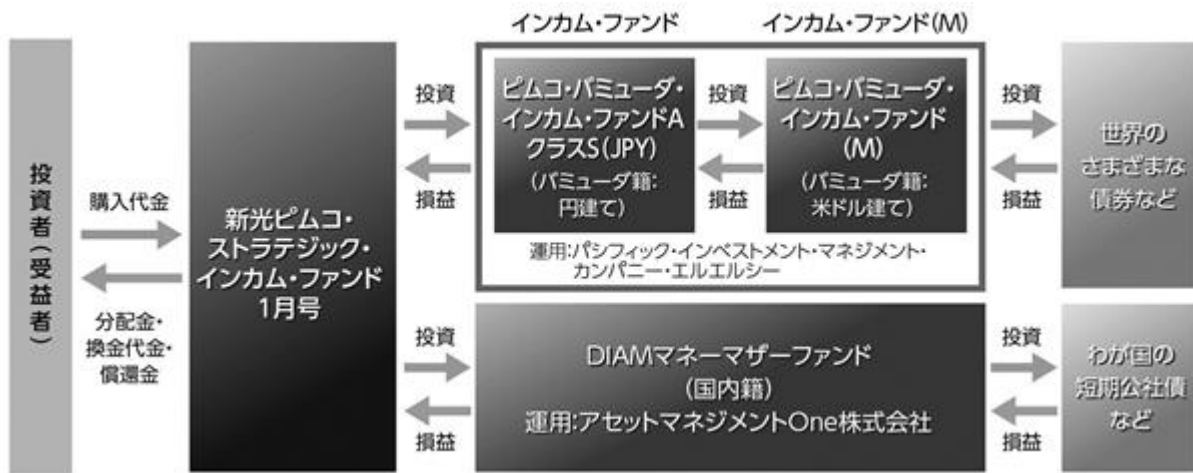 インカム・ファンド
インカム・ファンド(M)
投資者(受益者)
購入代金
分配金・
換金代金・
償還金
新光ピムコ・
ストラテジック・
インカム・ファンド
1月号
投資
損益
ピムコ・バミューダ・
インカム・ファンドA
クラスS(JPY)
(バミューダ籍:
円建て)
投資
損益
ピムコ・バミューダ・
インカム・ファンド
(M)
(バミューダ籍:
米ドル建て)
運用:パシフィック・インベストメント・マネジメント・
カンパニー・エルエルシー
投資
損益
世界の
さまざまな
債券など
投資
損益
DIAMマネーマザーファンド
(国内籍)
運用:アセットマネジメントOne株式会社
投資
損益
わが国の
短期公社債
など